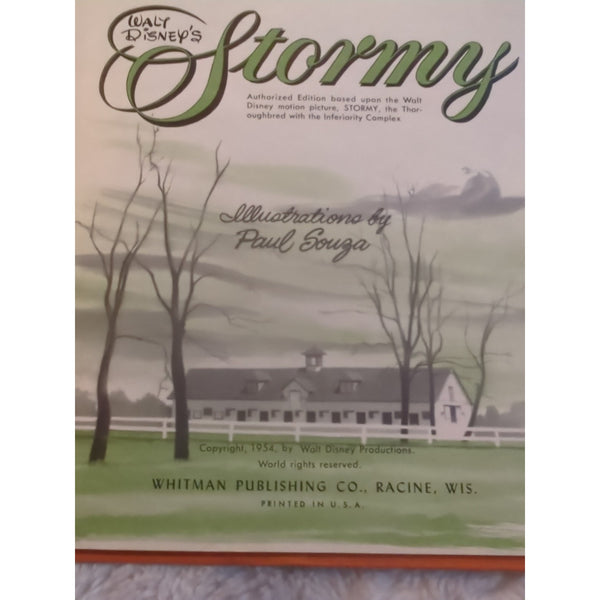 WALT
DISNEY'S
Stormy
Authorized Edition based upon the Walt
Disney motion picture, STORMY, the Thor-
oughbred with the Inferiority Complex
Illustrations by
Paul Souza
Copyright, 1954, by Walt Disney Productions.
World rights reserved.
WHITMAN PUBLISHING CO., RACINE, WIS.
PRINTED IN U.S.A.